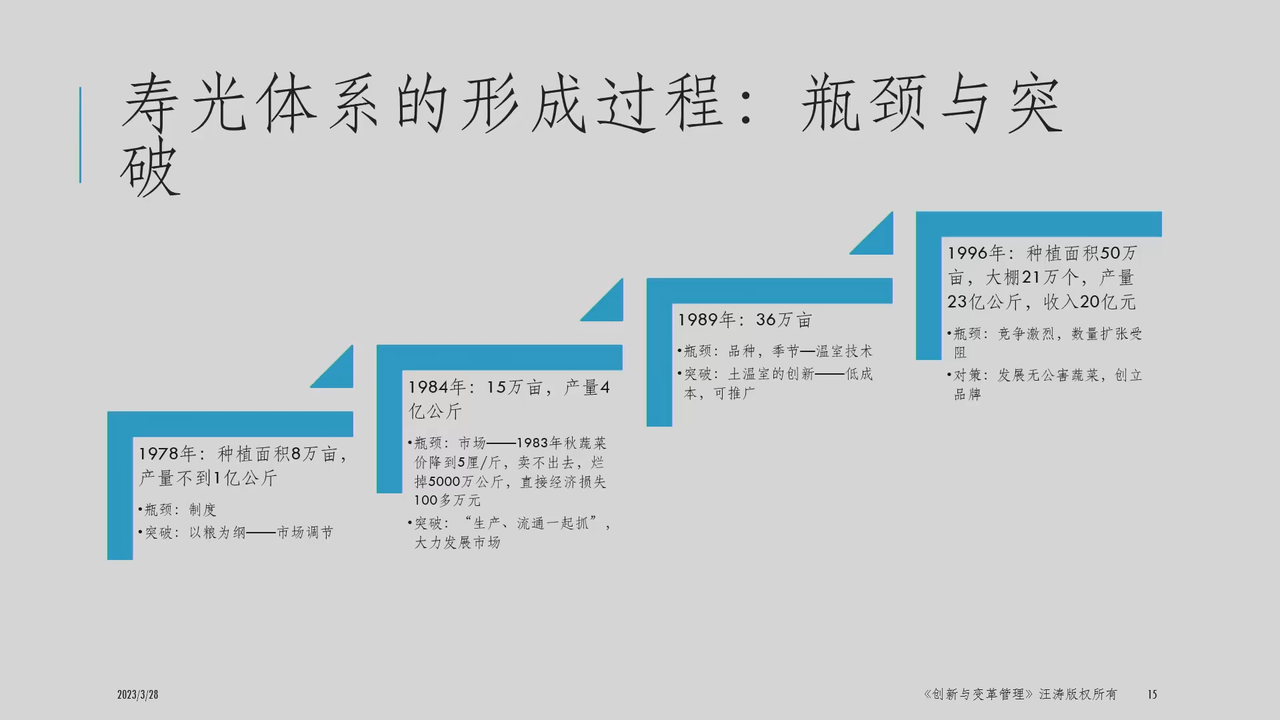 寿光体系的形成过程：瓶颈与突
破
1978年：种植面积8万亩，
产量不到1亿公斤
•瓶颈：制度
•突破：以粮为纲——市场调节
1984年：15万亩，产量4
亿公斤
•瓶颈：市场——1983年秋蔬菜
价降到5厘/斤，卖不出去，烂
掉5000万公斤，直接经济损失
100多万元
•突破：“生产、流通一起抓”，
大力发展市场
1989年：36万亩
•瓶颈：品种，季节—温室技术
•突破：土温室的创新——低成
本，可推广
1996年：种植面积50万
亩，大棚21万个，产量
23亿公斤，收入20亿元
•瓶颈：竞争激烈，数量扩张受
阻
•对策：发展无公害蔬菜，创立
品牌
2023/3/28
《创新与变革管理》汪涛版权所有
15